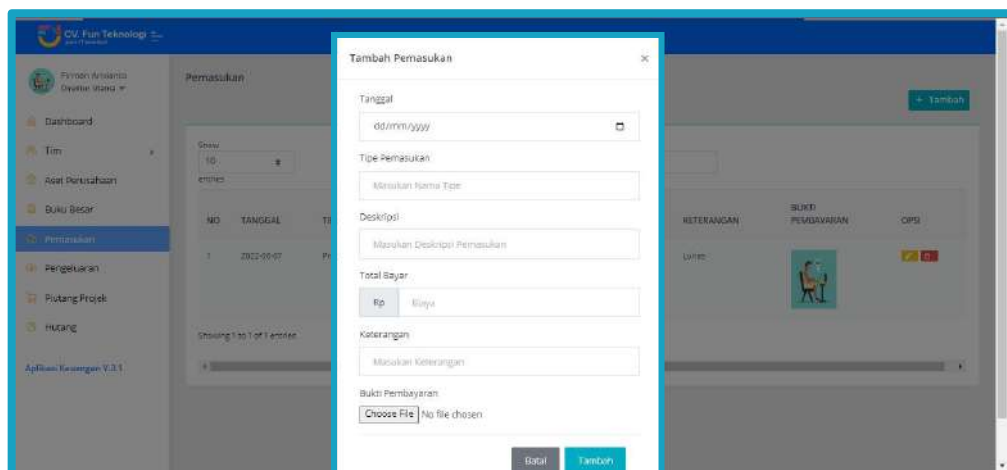 CV. Fun Teknologi
Tambah Pemasukan
×
Pemasukan
+ Tambah
Tanggal
dd/mm/yyyy
Dashboard
Tim
Show
10
entries
Tipe Pemasukan
Masukan Nama Tipe
Aset Perusahaan
Buku Besar
Deskripsi
Masukan Deskripsi Pemasukan
NO
TANGGAL
KETERANGAN
BUKTI
PEMBAYARAN
OPSI
Pemasukan
1
Lunas
Pengeluaran
Total Bayar
Rp
Biaya
Piutang Projek
Hutang
Showing 1 to 1 of 1 entries
Keterangan
Masukan Keterangan
Aplikasi Keuangan V.3.1
Bukti Pembayaran
Choose File No file chosen
Batal
Tambah